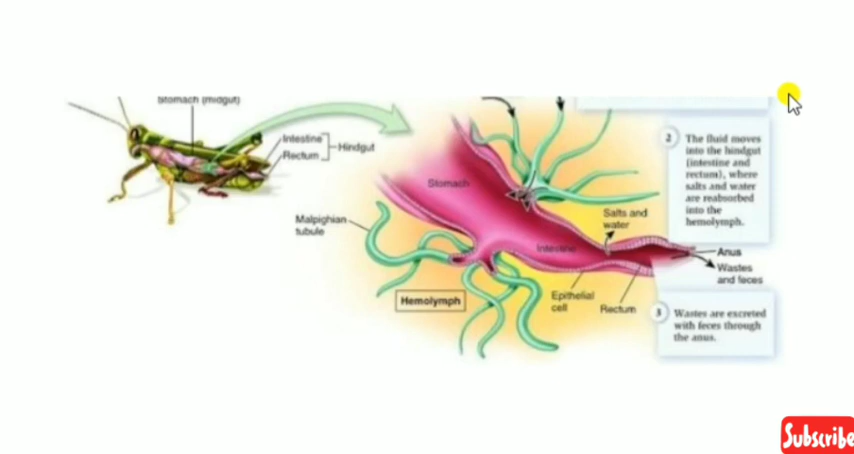 Stomach (midgut)
Intestine
Rectum
Hindgut
Malpighian
tubule
Stomach
Intestine
Salts and
water
Hemolymph
Epithelial
cell
Rectum
Anus
Wastes
and feces
2 The fluid moves
into the hindgut
(intestine and
rectum), where
salts and water
are reabsorbed
into the
hemolymph.
3 Wastes are excreted
with feces through
the anus.
Subscribe